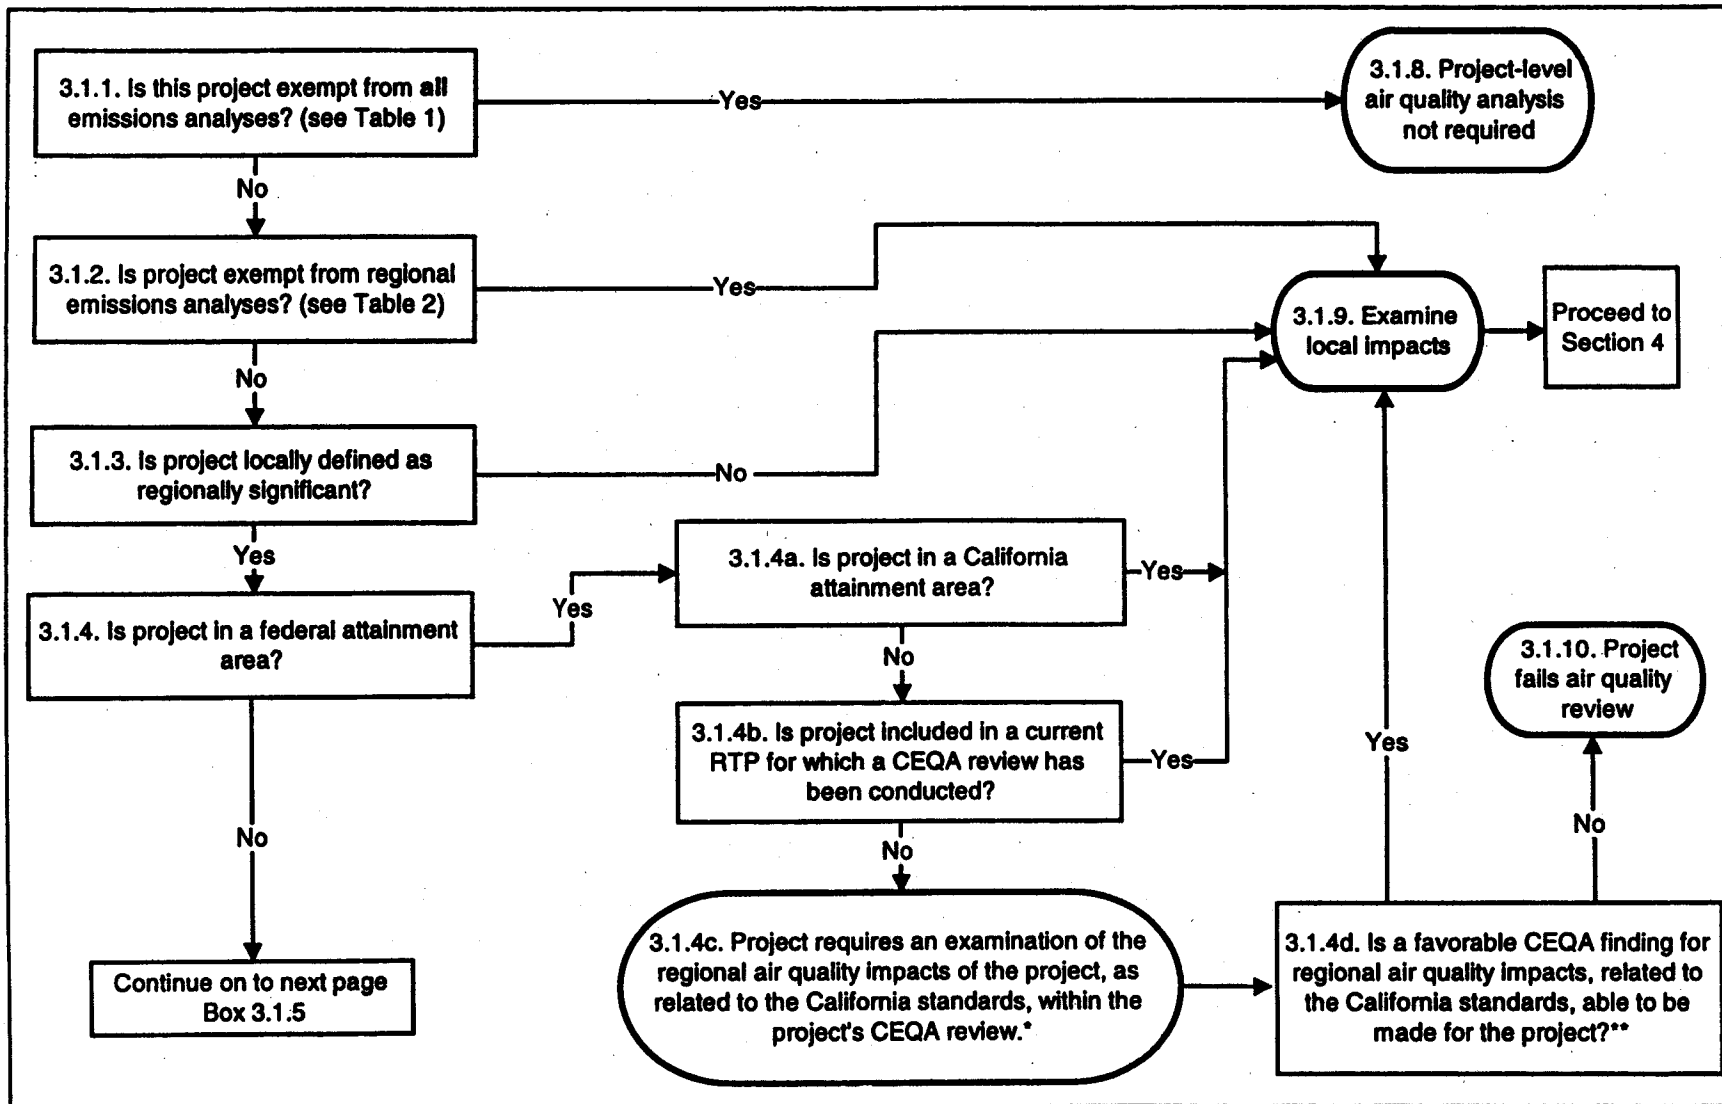 3.1.1. Is this project exempt from all
emissions analyses? (see Table 1)
Yes
3.1.8. Project-level
air quality analysis
not required
No
3.1.2. Is project exempt from regional
emissions analyses? (see Table 2)
Yes
3.1.9. Examine
local impacts
Proceed to
Section 4
No
3.1.3. Is project locally defined as
regionally significant?
No
Yes
3.1.4. Is project in a federal attainment
area?
Yes
3.1.4a. Is project in a California
attainment area?
Yes
No
3.1.4b. Is project included in a current
RTP for which a CEQA review has
been conducted?
Yes
No
3.1.4c. Project requires an examination of the
regional air quality impacts of the project, as
related to the California standards, within the
project's CEQA review.*
3.1.4d. Is a favorable CEQA finding for
regional air quality impacts, related to
the California standards, able to be
made for the project?**
Yes
No
3.1.10. Project
fails air quality
review
No
Continue on to next page
Box 3.1.5